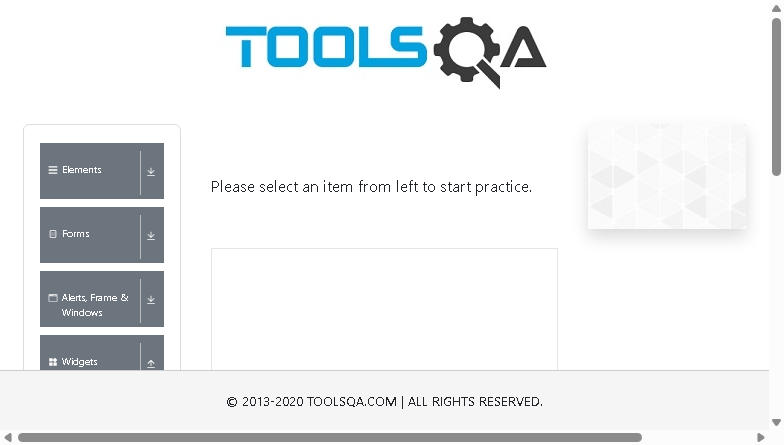 TOOLSQA
Elements
Forms
Alerts, Frame &
Windows
Widgets
Please select an item from left to start practice.
© 2013-2020 TOOLSQA.COM | ALL RIGHTS RESERVED.